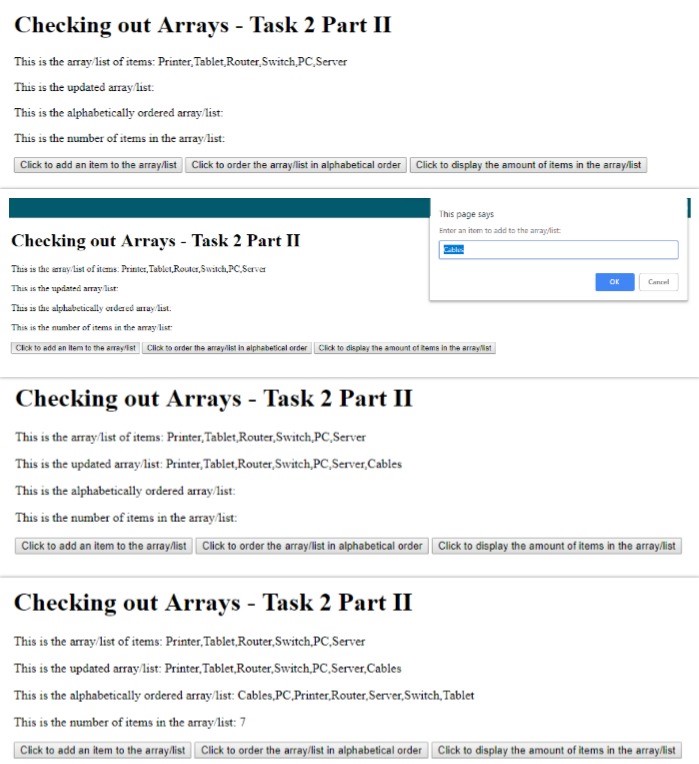 Checking out Arrays - Task 2 Part II
This is the array/list of items: Printer,Tablet,Router,Switch,PC,Server
This is the updated array/list:
This is the alphabetically ordered array/list:
This is the number of items in the array/list:
Click to add an item to the array/list Click to order the array/list in alphabetical order Click to display the amount of items in the array/list
This page says
Enter an item to add to the array/list:
Cables
OK Cancel
Checking out Arrays - Task 2 Part II
This is the array/list of items: Printer,Tablet,Router,Switch,PC,Server
This is the updated array/list:
This is the alphabetically ordered array/list:
This is the number of items in the array/list:
Click to add an item to the array/list Click to order the array/list in alphabetical order Click to display the amount of items in the array/list
Checking out Arrays - Task 2 Part II
This is the array/list of items: Printer,Tablet,Router,Switch,PC,Server
This is the updated array/list: Printer,Tablet,Router,Switch,PC,Server,Cables
This is the alphabetically ordered array/list:
This is the number of items in the array/list:
Click to add an item to the array/list Click to order the array/list in alphabetical order Click to display the amount of items in the array/list
Checking out Arrays - Task 2 Part II
This is the array/list of items: Printer,Tablet,Router,Switch,PC,Server
This is the updated array/list: Printer,Tablet,Router,Switch,PC,Server,Cables
This is the alphabetically ordered array/list: Cables,PC,Printer,Router,Server,Switch,Tablet
This is the number of items in the array/list: 7
Click to add an item to the array/list Click to order the array/list in alphabetical order Click to display the amount of items in the array/list